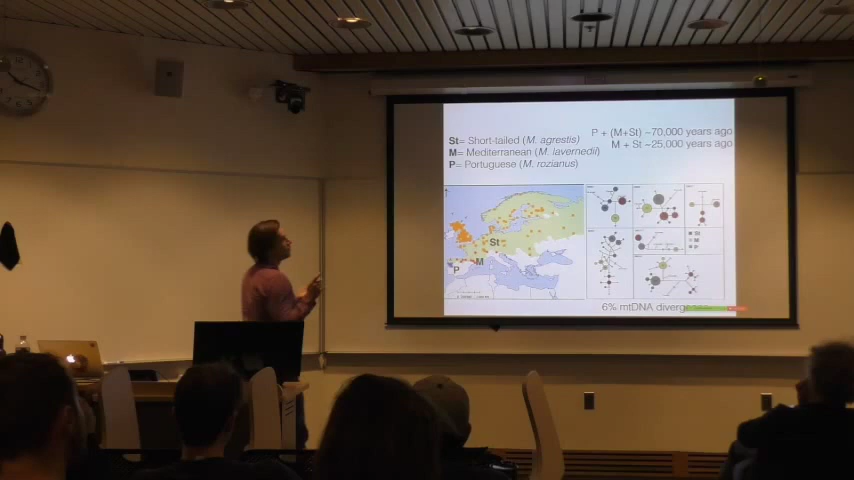 St= Short-tailed (M. agrestis)
M= Mediterranean (M. lavernedii)
P= Portuguese (M. rozianus)
P + (M+St) ~70,000 years ago
M + St ~25,000 years ago
St
M
P
St
M
P
6% mtDNA